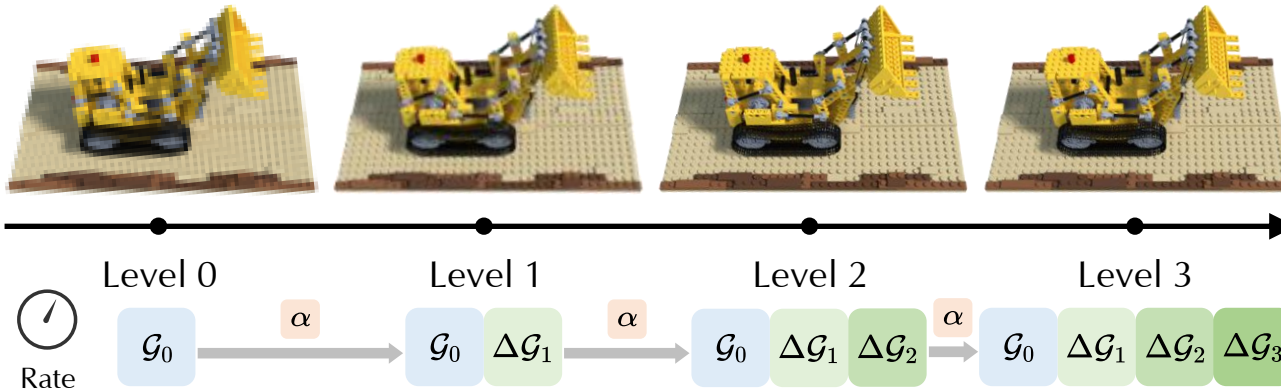 Level 0 Level 1 Level 2 Level 3
α α α
𝒢₀ 𝒢₀ Δ𝒢₁ 𝒢₀ Δ𝒢₁ Δ𝒢₂ 𝒢₀ Δ𝒢₁ Δ𝒢₂ Δ𝒢₃
Rate